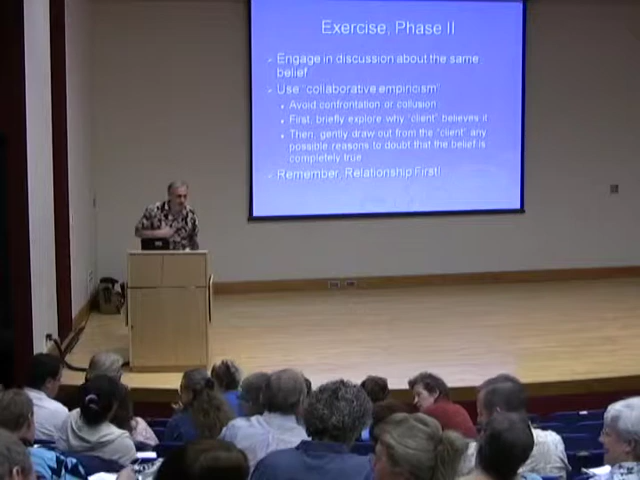 Exercise, Phase II
Engage in discussion about the same
belief
Use "collaborative empiricism"
Avoid confrontation or collusion
First, briefly explore why "client" believes it
Then, gently draw out from the "client" any
possible reasons to doubt that the belief is
completely true
Remember, Relationship First!